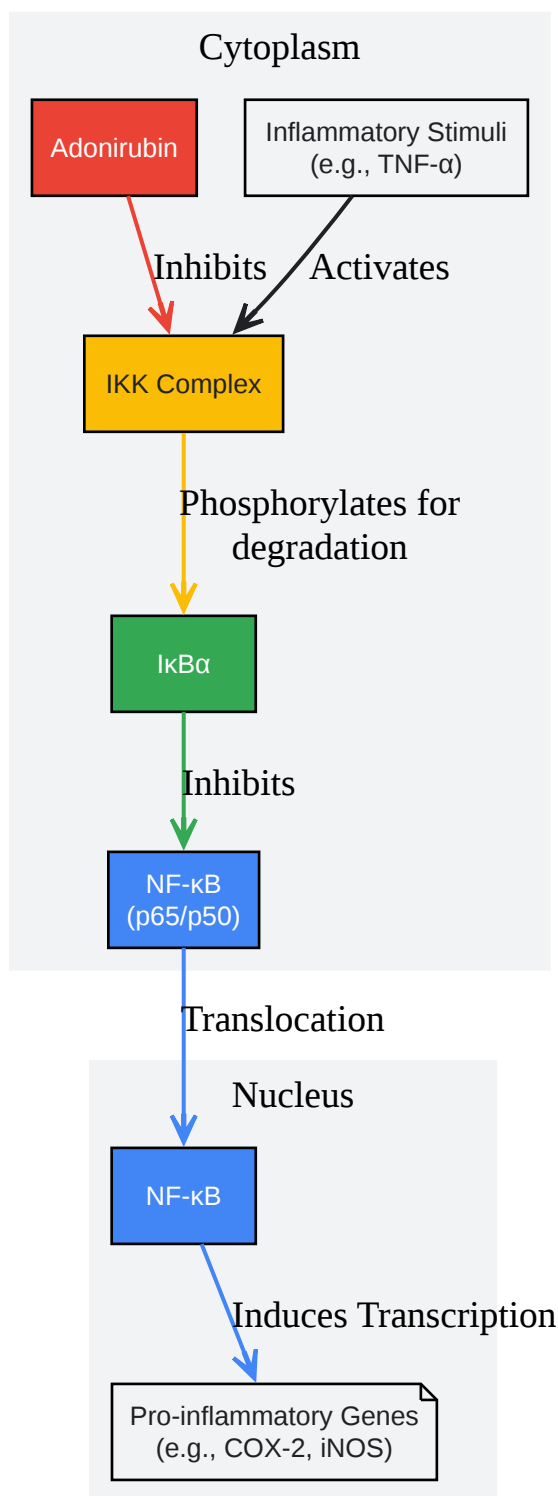 Cytoplasm
Adonirubin
Inflammatory Stimuli
(e.g., TNF-α)
Inhibits
Activates
IKK Complex
Phosphorylates for
degradation
IκBα
Inhibits
NF-κB
(p65/p50)
Translocation
Nucleus
NF-κB
Induces Transcription
Pro-inflammatory Genes
(e.g., COX-2, iNOS)